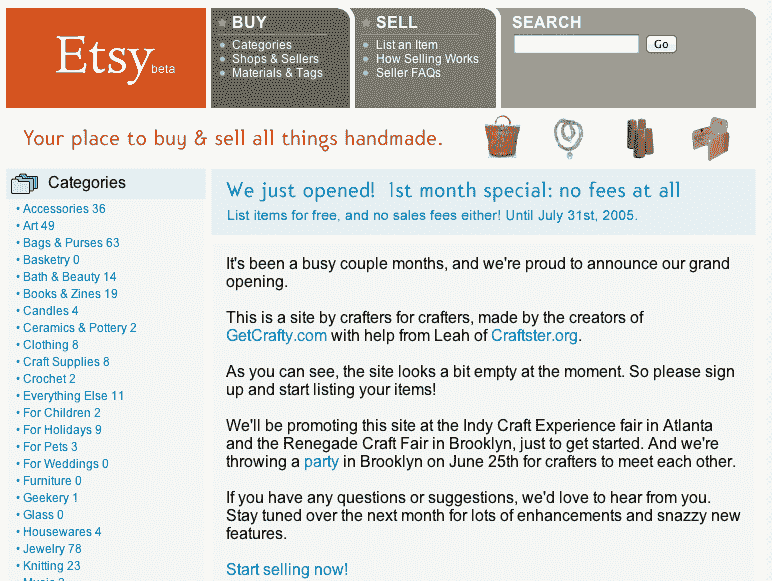 Etsy beta
BUY
Categories
Shops & Sellers
Materials & Tags
SELL
List an Item
How Selling Works
Seller FAQs
SEARCH
Go
Your place to buy & sell all things handmade.
Categories
• Accessories 36
• Art 49
• Bags & Purses 63
• Basketry 0
• Bath & Beauty 14
• Books & Zines 19
• Candles 4
• Ceramics & Pottery 2
• Clothing 8
• Craft Supplies 8
• Crochet 2
• Everything Else 11
• For Children 2
• For Holidays 9
• For Pets 3
• For Weddings 0
• Furniture 0
• Geekery 1
• Glass 0
• Housewares 4
• Jewelry 78
• Knitting 23
We just opened! 1st month special: no fees at all
List items for free, and no sales fees either! Until July 31st, 2005.
It's been a busy couple months, and we're proud to announce our grand
opening.
This is a site by crafters for crafters, made by the creators of
GetCrafty.com with help from Leah of Craftster.org.
As you can see, the site looks a bit empty at the moment. So please sign
up and start listing your items!
We'll be promoting this site at the Indy Craft Experience fair in Atlanta
and the Renegade Craft Fair in Brooklyn, just to get started. And we're
throwing a party in Brooklyn on June 25th for crafters to meet each other.
If you have any questions or suggestions, we'd love to hear from you.
Stay tuned over the next month for lots of enhancements and snazzy new
features.
Start selling now!